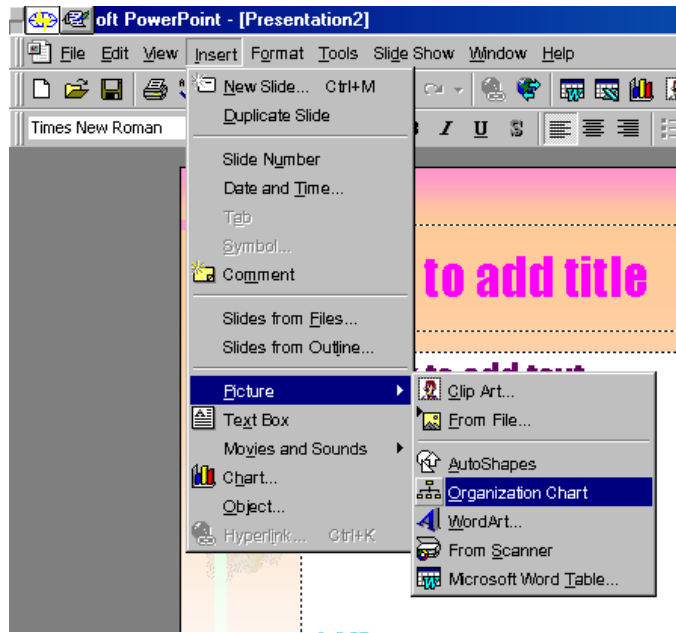 oft PowerPoint - [Presentation2]
File Edit View Insert Format Tools Slide Show Window Help
Times New Roman I U S
New Slide... Ctrl+M
Duplicate Slide
Slide Number
Date and Time...
Tab
Symbol...
Comment
to add title
Slides from Files...
Slides from Outline...
to add text
Picture
Text Box
Movies and Sounds
Chart...
Object...
Hyperlink... Ctrl+K
Clip Art...
From File...
AutoShapes
Organization Chart
WordArt...
From Scanner
Microsoft Word Table...